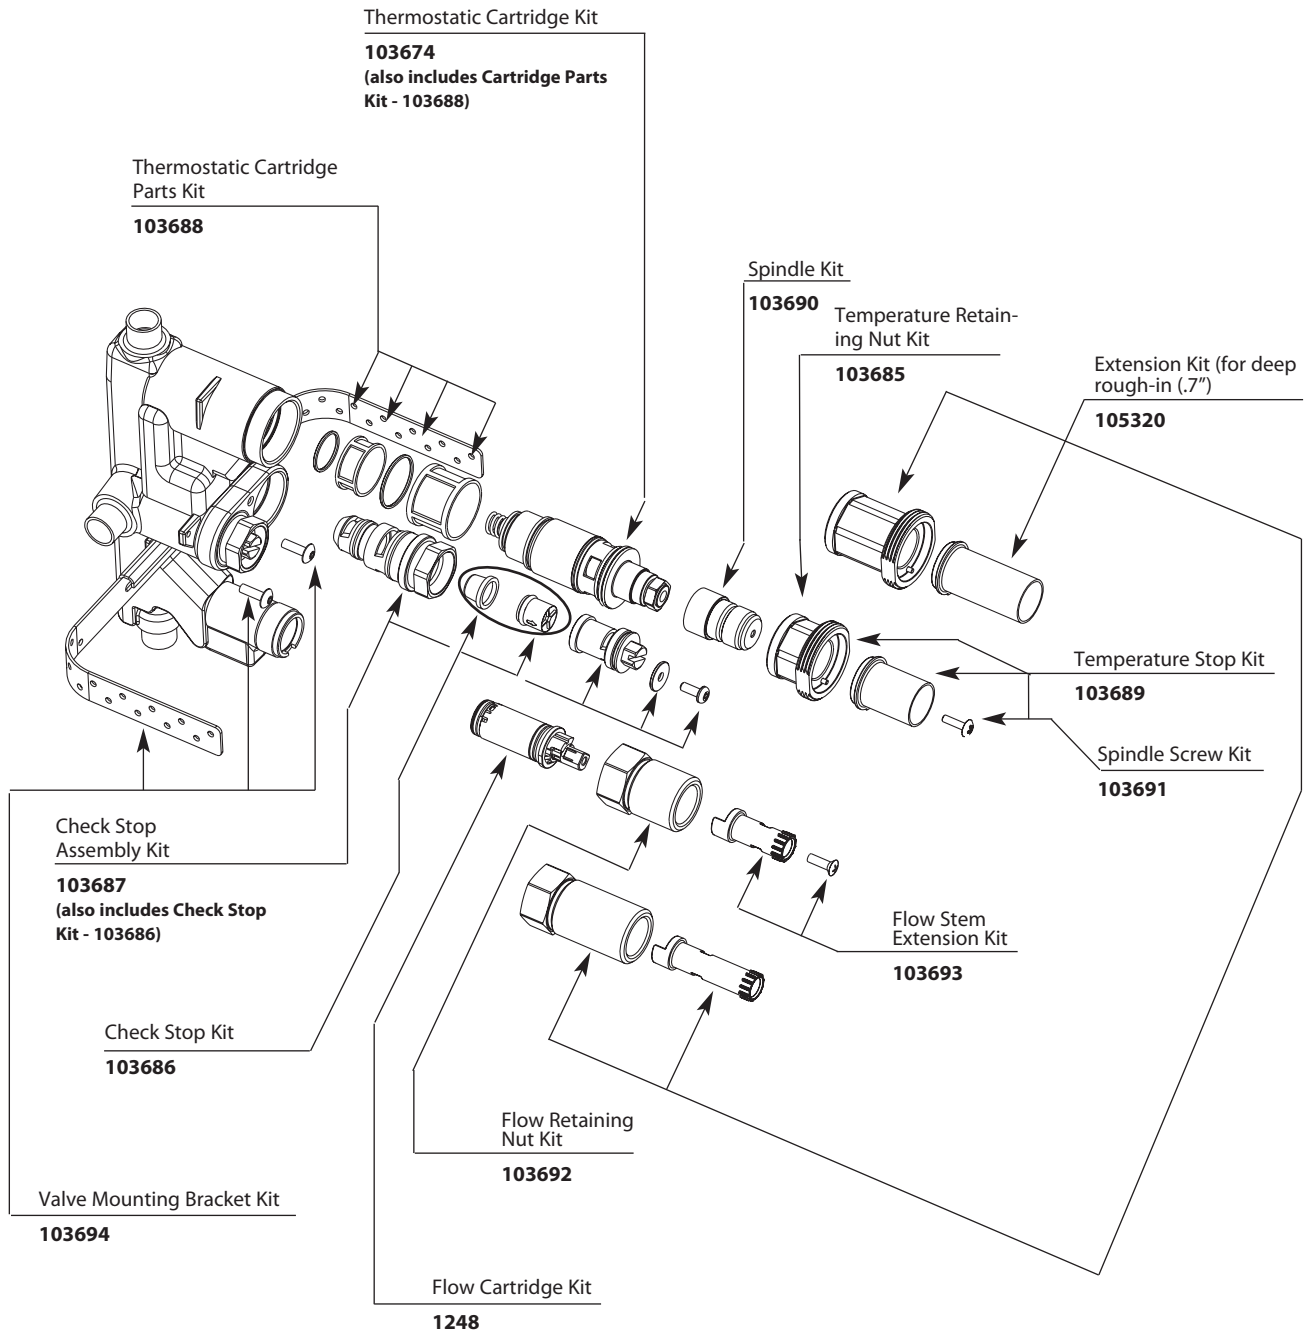 Thermostatic Cartridge Kit
103674
(also includes Cartridge Parts
Kit - 103688)
Thermostatic Cartridge
Parts Kit
103688
Spindle Kit
103690
Temperature Retain-
ing Nut Kit
103685
Extension Kit (for deep
rough-in (.7”)
105320
Temperature Stop Kit
103689
Spindle Screw Kit
103691
Check Stop
Assembly Kit
103687
(also includes Check Stop
Kit - 103686)
Flow Stem
Extension Kit
103693
Check Stop Kit
103686
Flow Retaining
Nut Kit
103692
Valve Mounting Bracket Kit
103694
Flow Cartridge Kit
1248